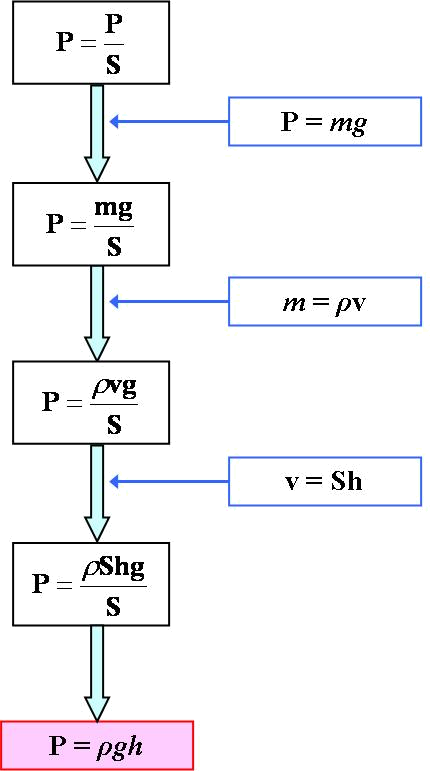 P = P/S
P = mg
P = mg/S
m = ρv
P = ρvg/S
v = Sh
P = ρShg/S
P = ρgh